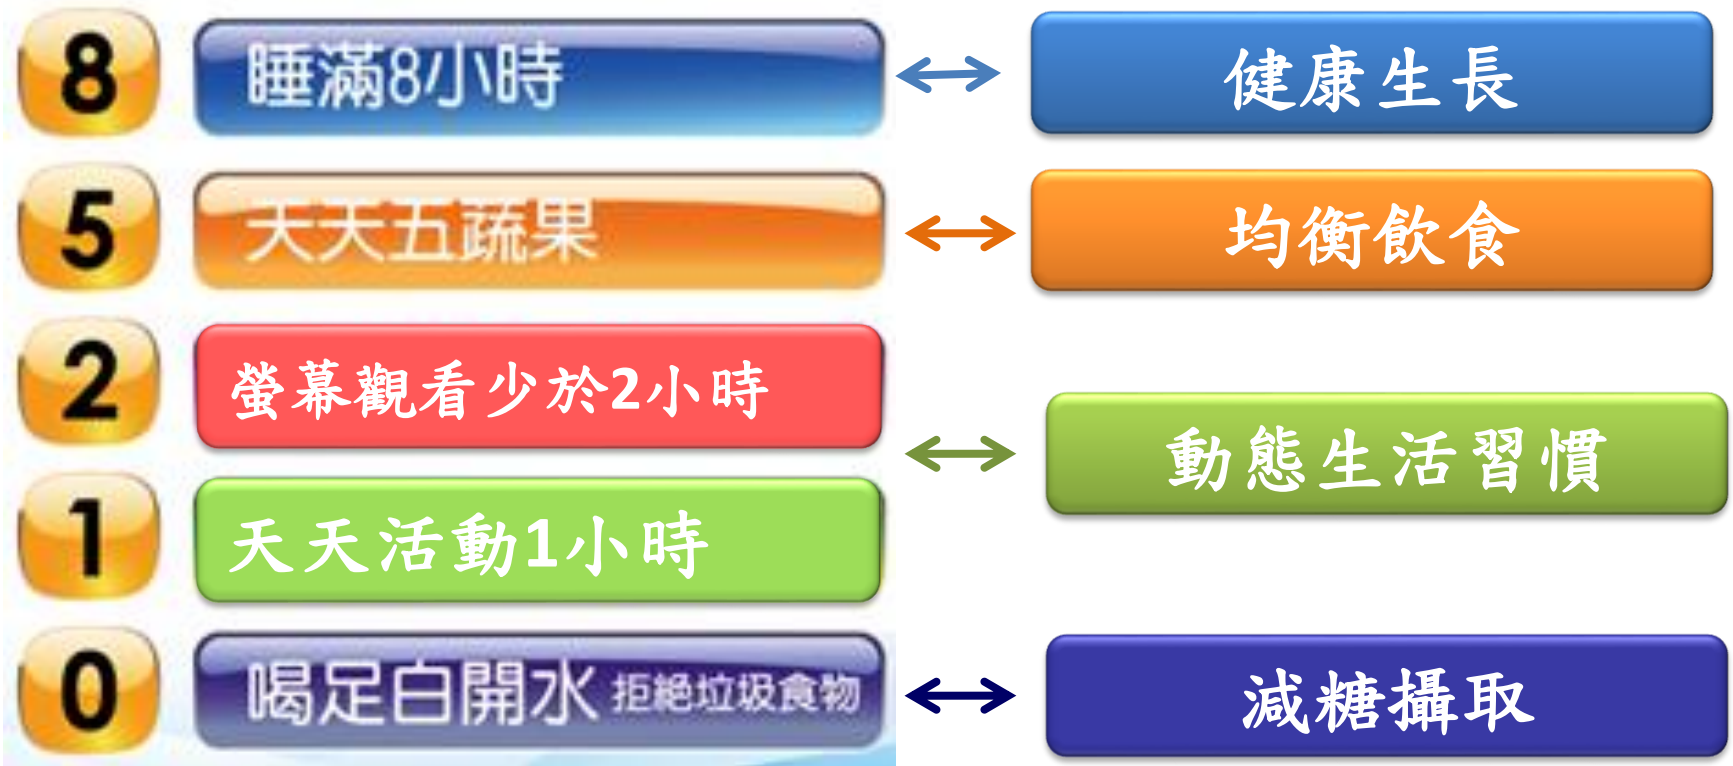 8 睡滿8小時 健康生長
5 天天五蔬果 均衡飲食
2 螢幕觀看少於2小時
動態生活習慣
1 天天活動1小時
0 喝足白開水 拒絕垃圾食物 減糖攝取